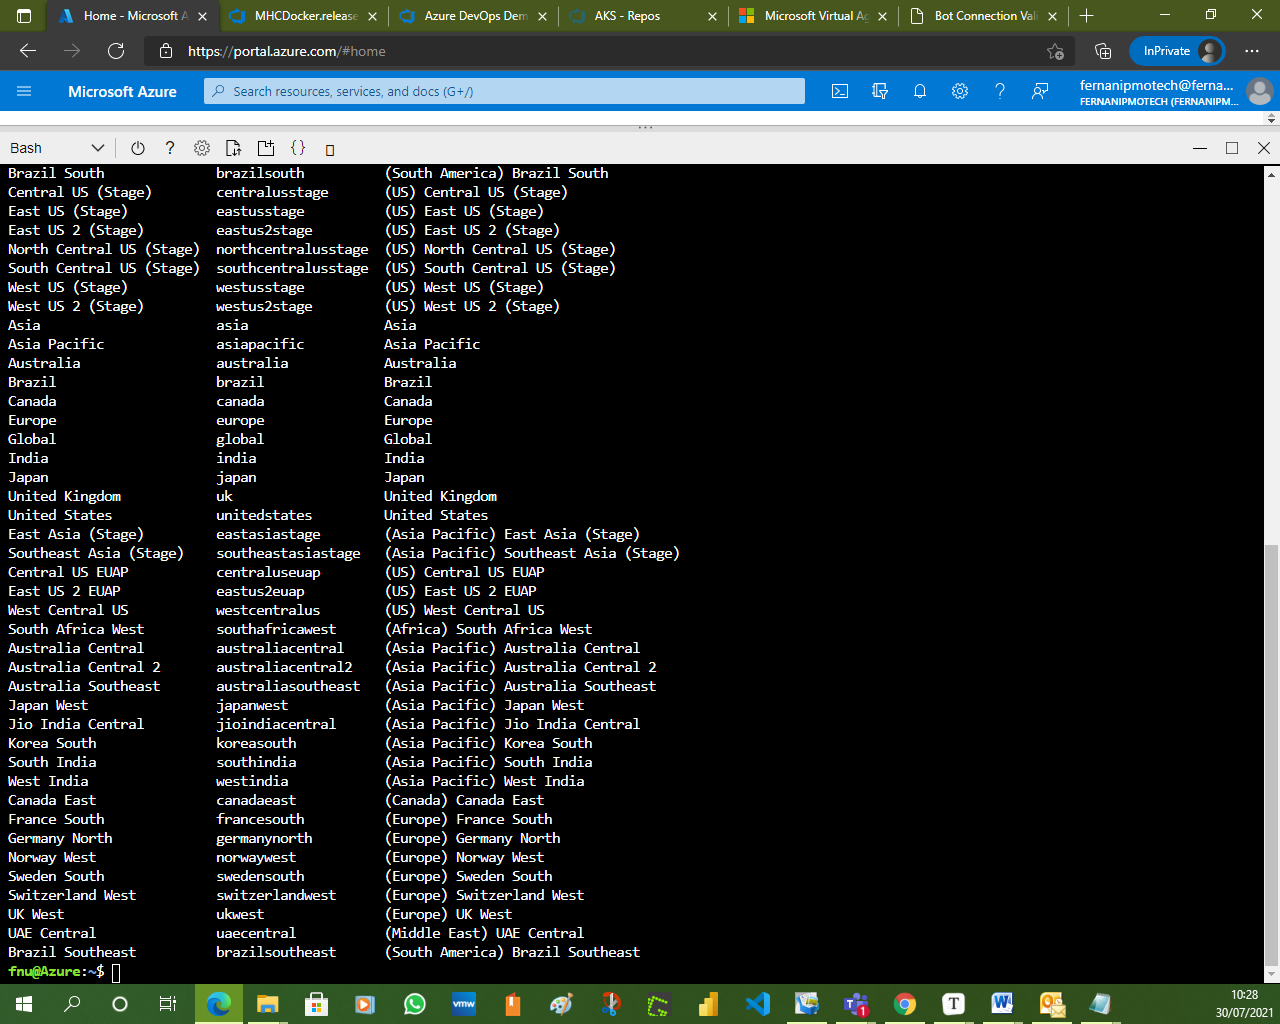 Home - Microsoft A
MHCDocker.release
Azure DevOps Dem
AKS - Repos
Microsoft Virtual Ag
Bot Connection Vali
https://portal.azure.com/#home
InPrivate
Microsoft Azure
Search resources, services, and docs (G+/)
fernanipmotech@ferna...
FERNANIPMOTECH (FERNANIPM...
Bash
Brazil South brazilsouth (South America) Brazil South
Central US (Stage) centralusstage (US) Central US (Stage)
East US (Stage) eastusstage (US) East US (Stage)
East US 2 (Stage) eastus2stage (US) East US 2 (Stage)
North Central US (Stage) northcentralusstage (US) North Central US (Stage)
South Central US (Stage) southcentralusstage (US) South Central US (Stage)
West US (Stage) westusstage (US) West US (Stage)
West US 2 (Stage) westus2stage (US) West US 2 (Stage)
Asia asia Asia
Asia Pacific asiapacific Asia Pacific
Australia australia Australia
Brazil brazil Brazil
Canada canada Canada
Europe europe Europe
Global global Global
India india India
Japan japan Japan
United Kingdom uk United Kingdom
United States unitedstates United States
East Asia (Stage) eastasiastage (Asia Pacific) East Asia (Stage)
Southeast Asia (Stage) southeastasiastage (Asia Pacific) Southeast Asia (Stage)
Central US EUAP centraluseuap (US) Central US EUAP
East US 2 EUAP eastus2euap (US) East US 2 EUAP
West Central US westcentralus (US) West Central US
South Africa West southafricawest (Africa) South Africa West
Australia Central australiacentral (Asia Pacific) Australia Central
Australia Central 2 australiacentral2 (Asia Pacific) Australia Central 2
Australia Southeast australiasoutheast (Asia Pacific) Australia Southeast
Japan West japanwest (Asia Pacific) Japan West
Jio India Central jioindiacentral (Asia Pacific) Jio India Central
Korea South koreasouth (Asia Pacific) Korea South
South India southindia (Asia Pacific) South India
West India westindia (Asia Pacific) West India
Canada East canadaeast (Canada) Canada East
France South francesouth (Europe) France South
Germany North germanynorth (Europe) Germany North
Norway West norwaywest (Europe) Norway West
Sweden South swedensouth (Europe) Sweden South
Switzerland West switzerlandwest (Europe) Switzerland West
UK West ukwest (Europe) UK West
UAE Central uaecentral (Middle East) UAE Central
Brazil Southeast brazilsoutheast (South America) Brazil Southeast
fnu@Azure:~$
vmw
1
T
10:28
30/07/2021